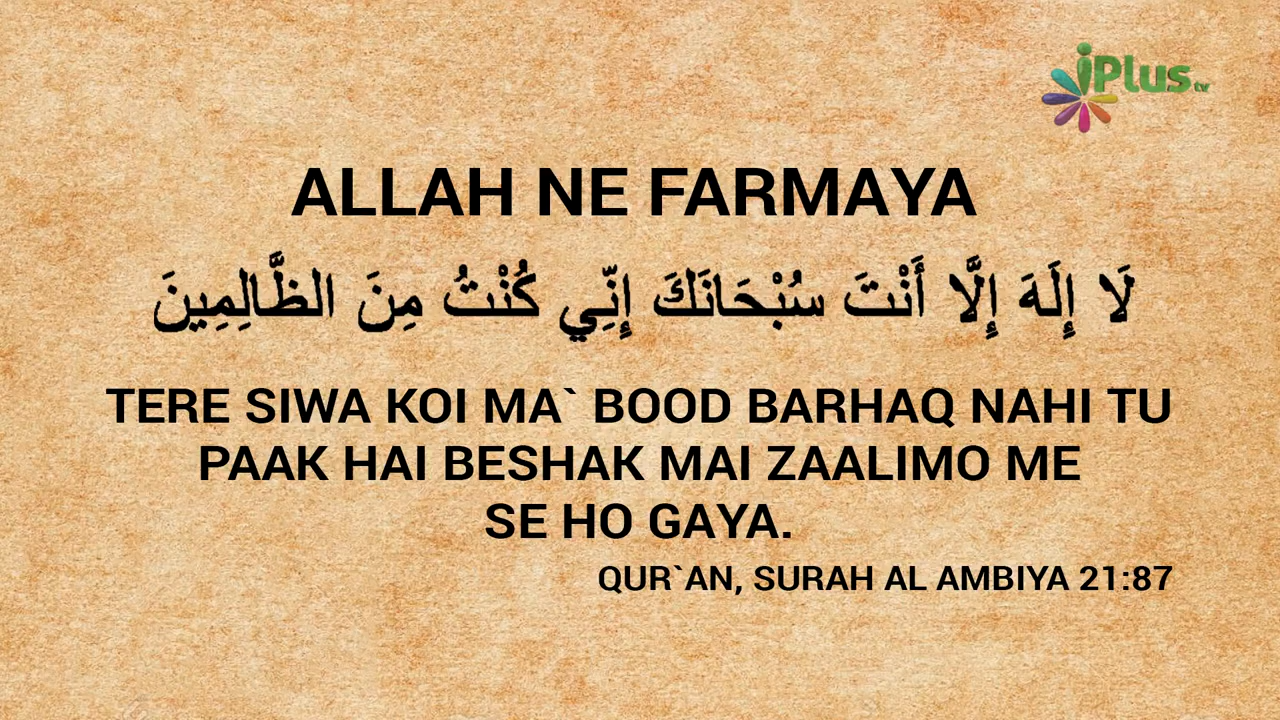 iPlus tv
ALLAH NE FARMAYA
لَا إِلَهَ إِلَّا أَنْتَ سُبْحَانَكَ إِنِّي كُنْتُ مِنَ الظَّالِمِينَ
TERE SIWA KOI MA` BOOD BARHAQ NAHI TU
PAAK HAI BESHAK MAI ZAALIMO ME
SE HO GAYA.
QUR`AN, SURAH AL AMBIYA 21:87